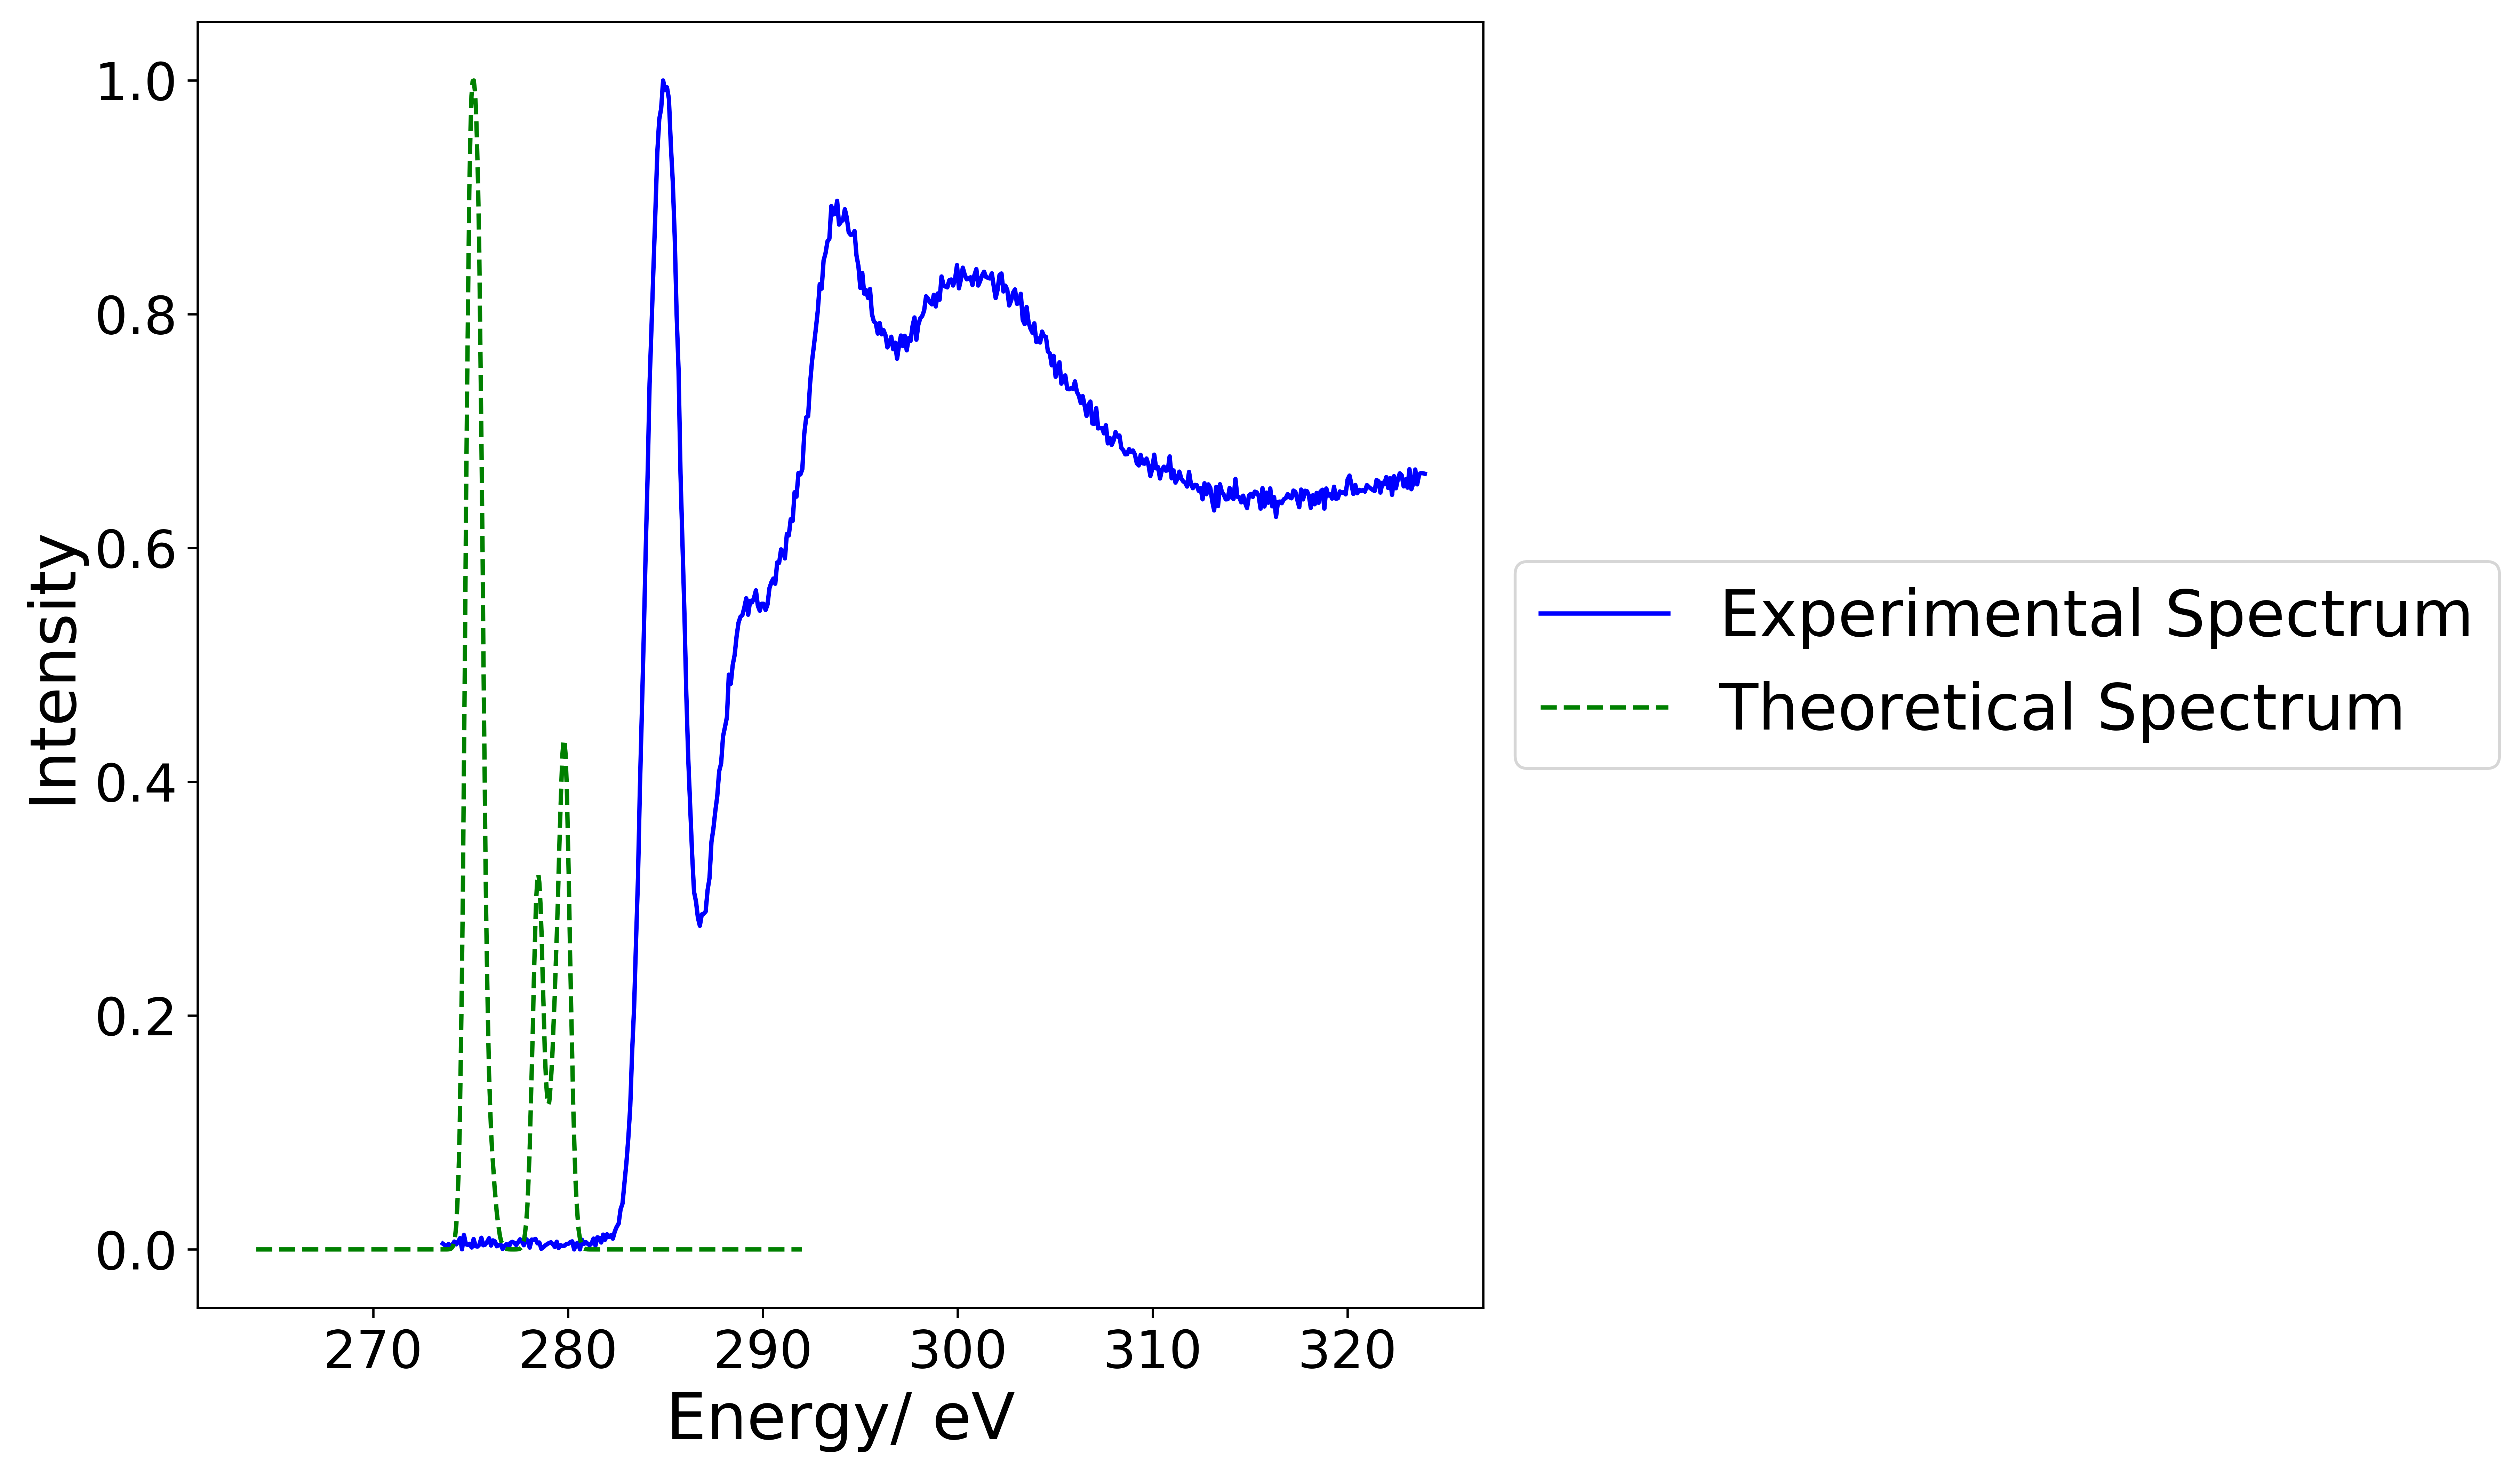 1.0
0.8
0.6
0.4
0.2
0.0
Intensity
270 280 290 300 310 320
Energy/ eV
Experimental Spectrum
Theoretical Spectrum